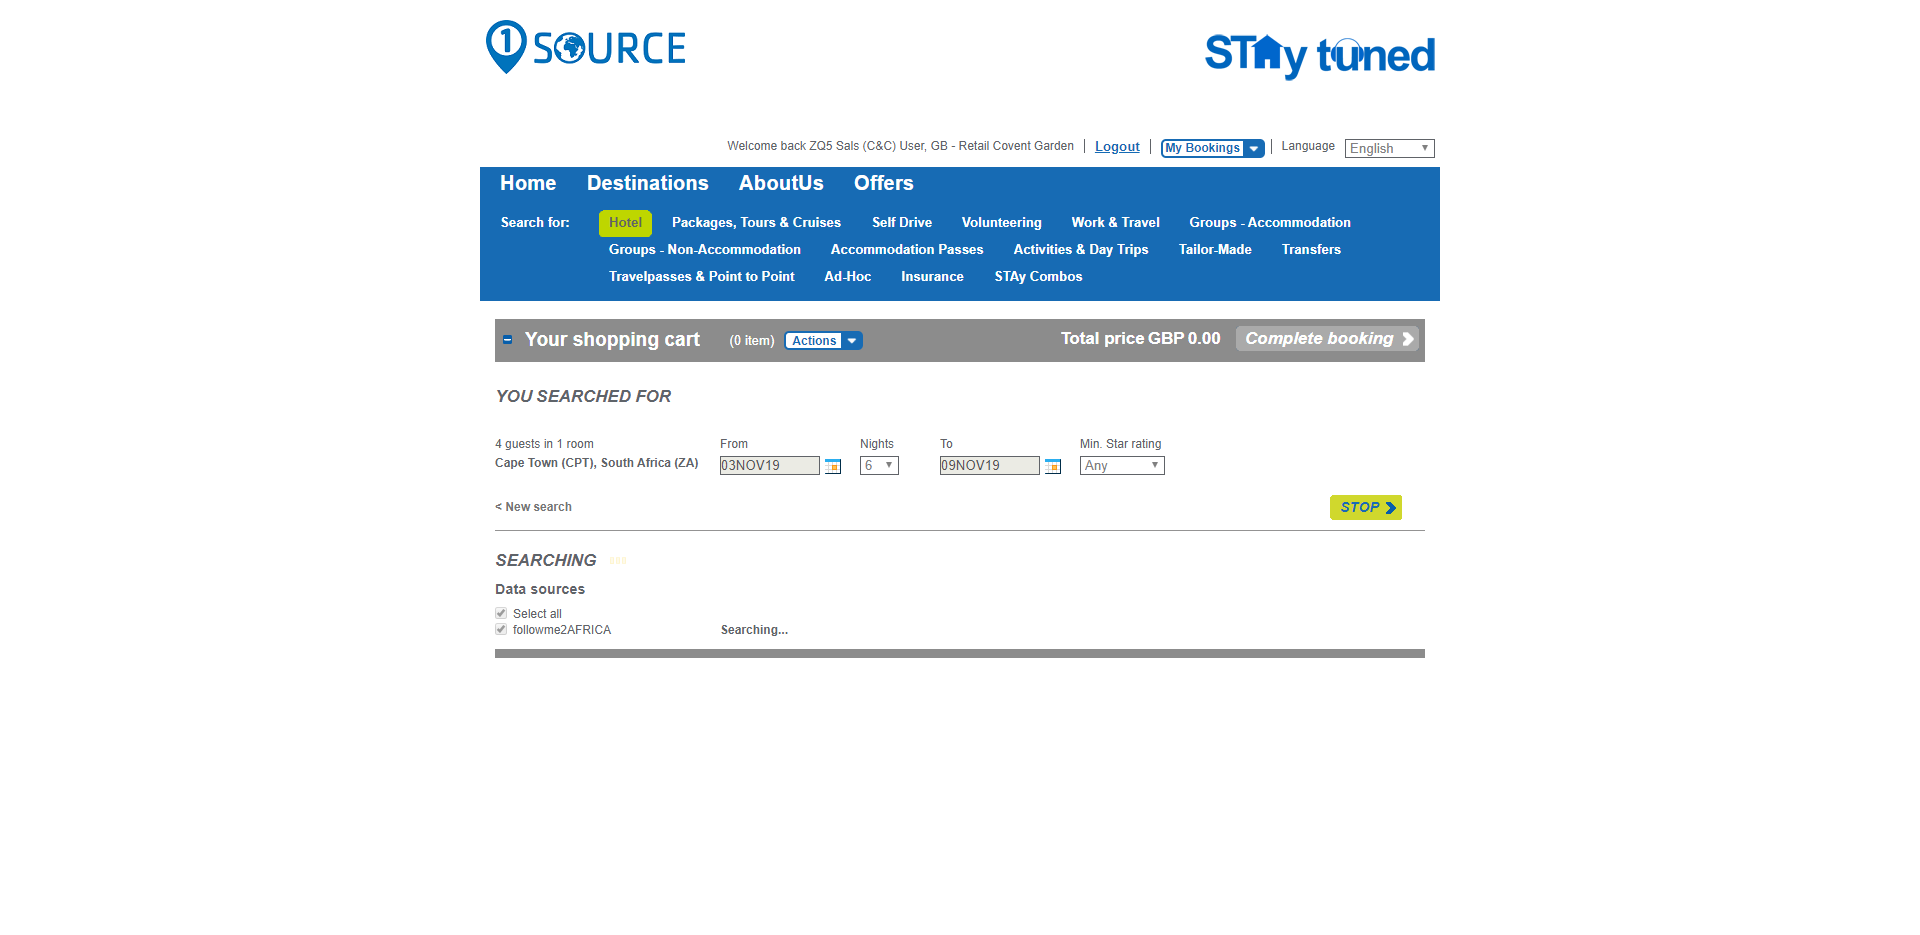 1 SOURCE
STAy tuned
Welcome back ZQ5 Sals (C&C) User, GB - Retail Covent Garden Logout My Bookings Language English
Home Destinations AboutUs Offers
Search for: Hotel Packages, Tours & Cruises Self Drive Volunteering Work & Travel Groups - Accommodation
Groups - Non-Accommodation Accommodation Passes Activities & Day Trips Tailor-Made Transfers
Travelpasses & Point to Point Ad-Hoc Insurance STAy Combos
Your shopping cart (0 item) Actions Total price GBP 0.00 Complete booking
YOU SEARCHED FOR
4 guests in 1 room From Nights To Min. Star rating
Cape Town (CPT), South Africa (ZA) 03NOV19 6 09NOV19 Any
< New search STOP
SEARCHING
Data sources
Select all
followme2AFRICA Searching...